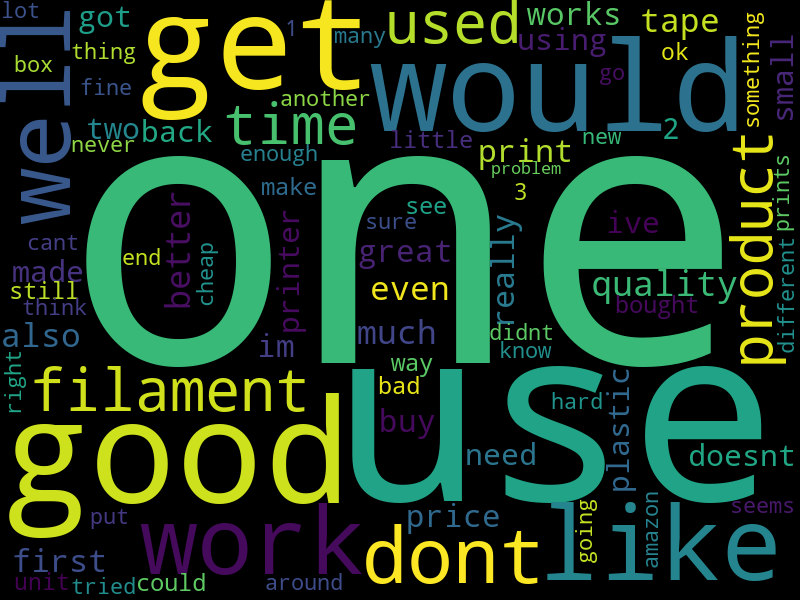 lot
got
get
used
works
tape
something
small
well
box
thing
fine
1
many
using
would
ok
go
another
time
two
back
never
enough
little
print
new
2
problem
3
product
prints
different
one
make
see
sure
great
even
really
ive
quality
bought
end
better
cheap
printer
cant
made
still
think
also
im
much
didnt
know
way
right
filament
good
use
bad
buy
hard
plastic
need
doesnt
put
work
price
dont
like
going
amazon
seems
first
unit
tried
could
around